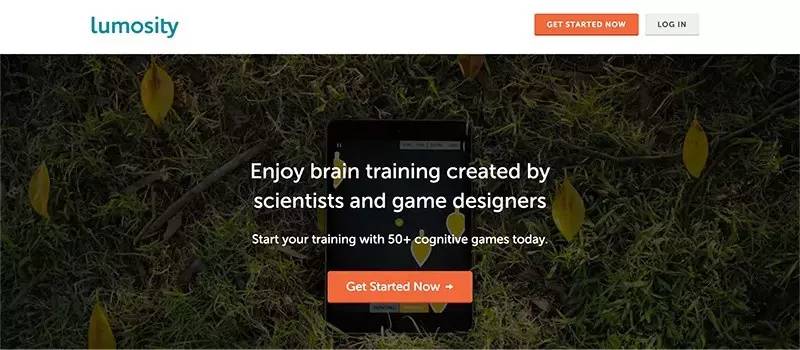 lumosity
GET STARTED NOW
LOG IN
Enjoy brain training created by
scientists and game designers
Start your training with 50+ cognitive games today.
Get Started Now →